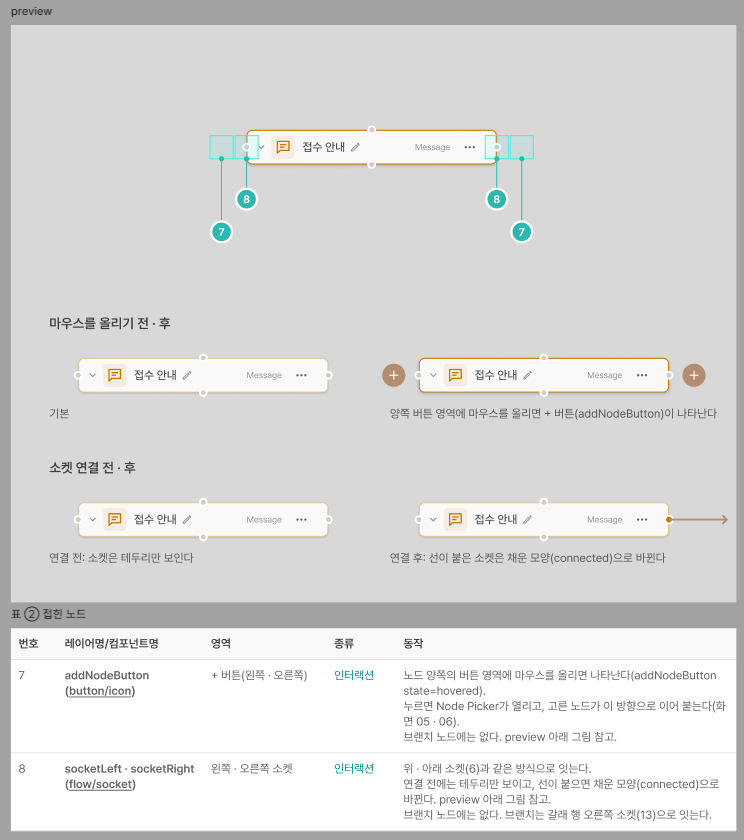 preview
접수 안내
Message
8
8
7
7
마우스를 올리기 전 · 후
접수 안내
Message
접수 안내
Message
기본
양쪽 버튼 영역에 마우스를 올리면 + 버튼(addNodeButton)이 나타난다
소켓 연결 전 · 후
접수 안내
Message
접수 안내
Message
연결 전: 소켓은 테두리만 보인다
연결 후: 선이 붙은 소켓은 채운 모양(connected)으로 바뀐다
표 ② 접힌 노드
번호
레이어명/컴포넌트명
영역
종류
동작
7
addNodeButton
(button/icon)
+ 버튼(왼쪽 · 오른쪽)
인터랙션
노드 양쪽의 버튼 영역에 마우스를 올리면 나타난다(addNodeButton
state=hovered).
누르면 Node Picker가 열리고, 고른 노드가 이 방향으로 이어 붙는다(화
면 05 · 06).
브랜치 노드에는 없다. preview 아래 그림 참고.
8
socketLeft · socketRight
(flow/socket)
왼쪽 · 오른쪽 소켓
인터랙션
위 · 아래 소켓(6)과 같은 방식으로 잇는다.
연결 전에는 테두리만 보이고, 선이 붙으면 채운 모양(connected)으로
바뀐다. preview 아래 그림 참고.
브랜치 노드에는 없다. 브랜치는 갈래 행 오른쪽 소켓(13)으로 잇는다.